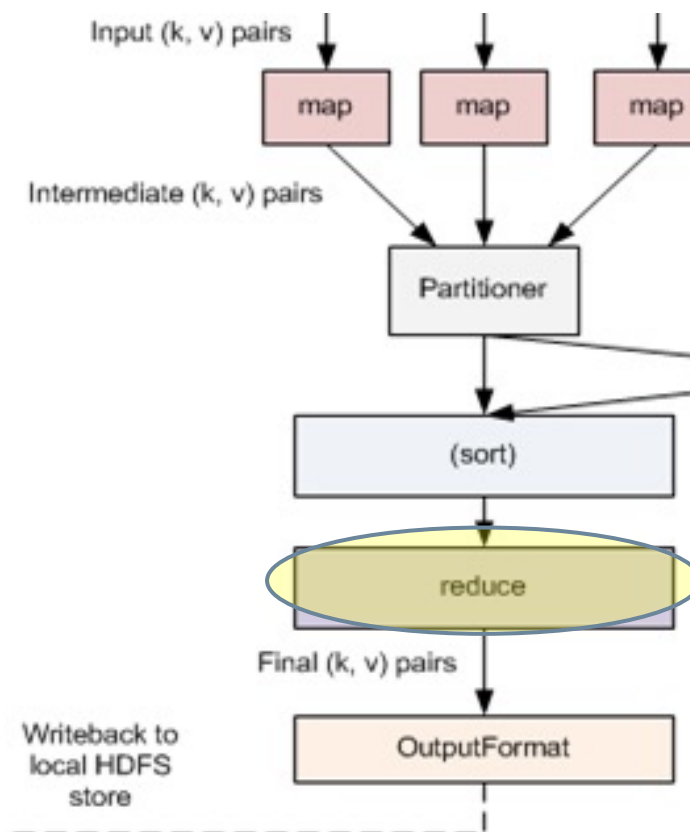 Input (k, v) pairs
map
map
map
Intermediate (k, v) pairs
Partitioner
(sort)
reduce
Final (k, v) pairs
OutputFormat
Writeback to
local HDFS
store